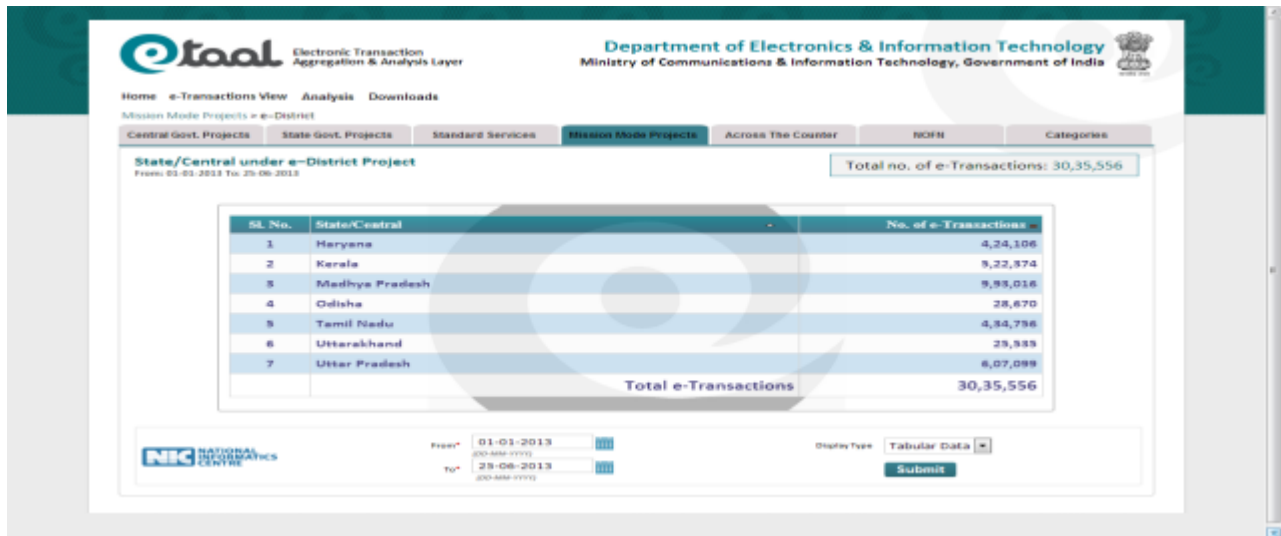 etaal Electronic Transaction Aggregation & Analysis Layer
Department of Electronics & Information Technology
Ministry of Communications & Information Technology, Government of India
Home e-Transactions View Analysis Downloads
Mission Mode Projects » e-District
Central Govt. Projects State Govt. Projects Standard Services Mission Mode Projects Across The Counter NOFN Categories
State/Central under e-District Project
From: 01-01-2013 To: 25-06-2013
Total no. of e-Transactions: 30,35,556
Sl. No. State/Central No. of e-Transactions
1 Haryana 4,24,106
2 Kerala 5,22,374
3 Madhya Pradesh 9,93,016
4 Odisha 28,670
5 Tamil Nadu 4,34,756
6 Uttarakhand 25,535
7 Uttar Pradesh 6,07,099
Total e-Transactions 30,35,556
NIC NATIONAL INFORMATICS CENTRE
From* 01-01-2013
(DD-MM-YYYY)
To* 25-06-2013
(DD-MM-YYYY)
Display Type Tabular Data
Submit